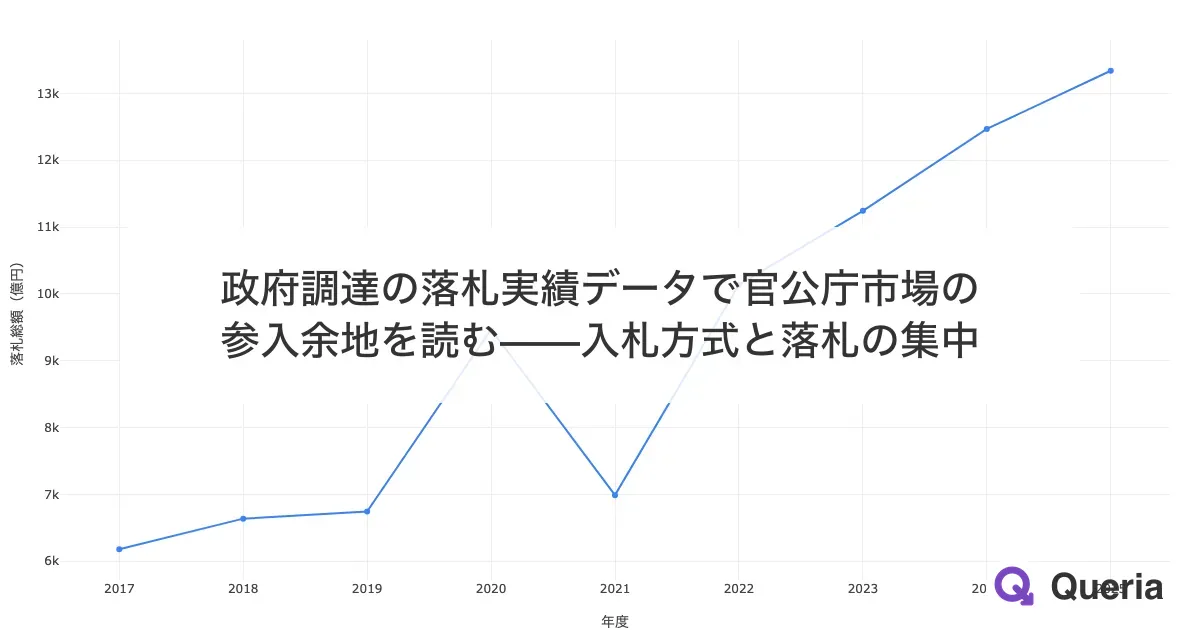 13k
12k
11k
10k
9k
8k
7k
6k
落札総額（億円）
政府調達の落札実績データで官公庁市場の
参入余地を読む――入札方式と落札の集中
2017 2018 2019 2020 2021 2022 2023
年度
Queria